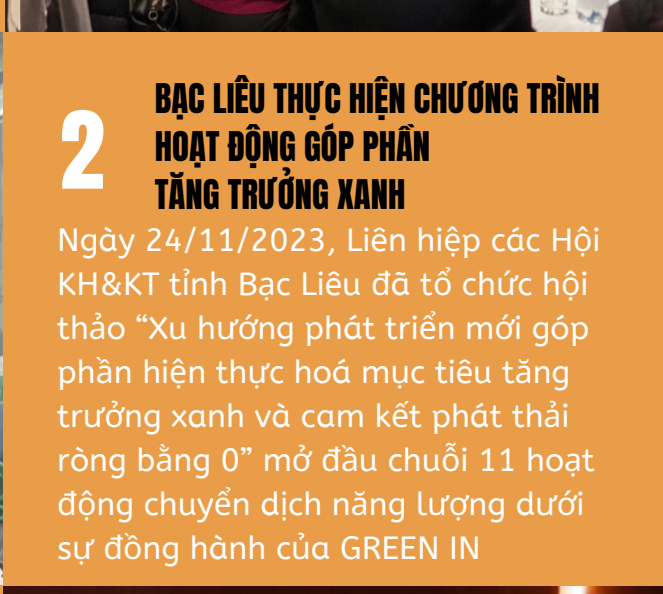 2
BẠC LIÊU THỰC HIỆN CHƯƠNG TRÌNH
HOẠT ĐỘNG GÓP PHẦN
TĂNG TRƯỞNG XANH
Ngày 24/11/2023, Liên hiệp các Hội
KH&KT tỉnh Bạc Liêu đã tổ chức hội
thảo “Xu hướng phát triển mới góp
phần hiện thực hoá mục tiêu tăng
trưởng xanh và cam kết phát thải
ròng bằng 0” mở đầu chuỗi 11 hoạt
động chuyển dịch năng lượng dưới
sự đồng hành của GREEN IN